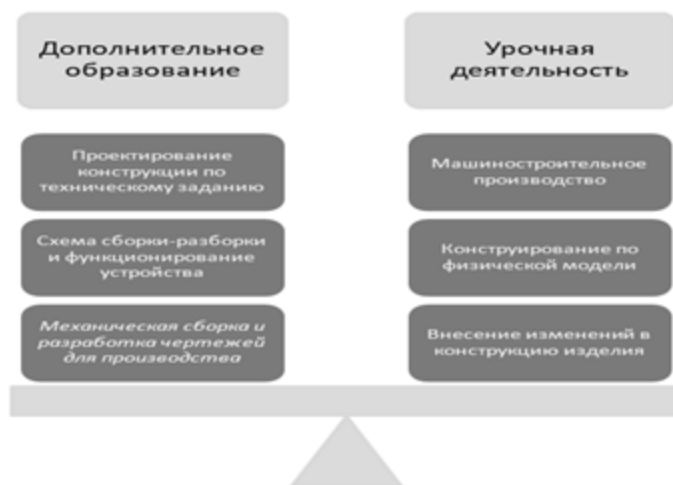 Дополнительное
образование
Проектирование
конструкции по
техническому заданию
Схема сборки-разборки
и функционирование
устройства
Механическая сборка и
разработка чертежей
для производства
Урочная
деятельность
Машиностроительное
производство
Конструирование по
физической модели
Внесение изменений в
конструкцию изделия